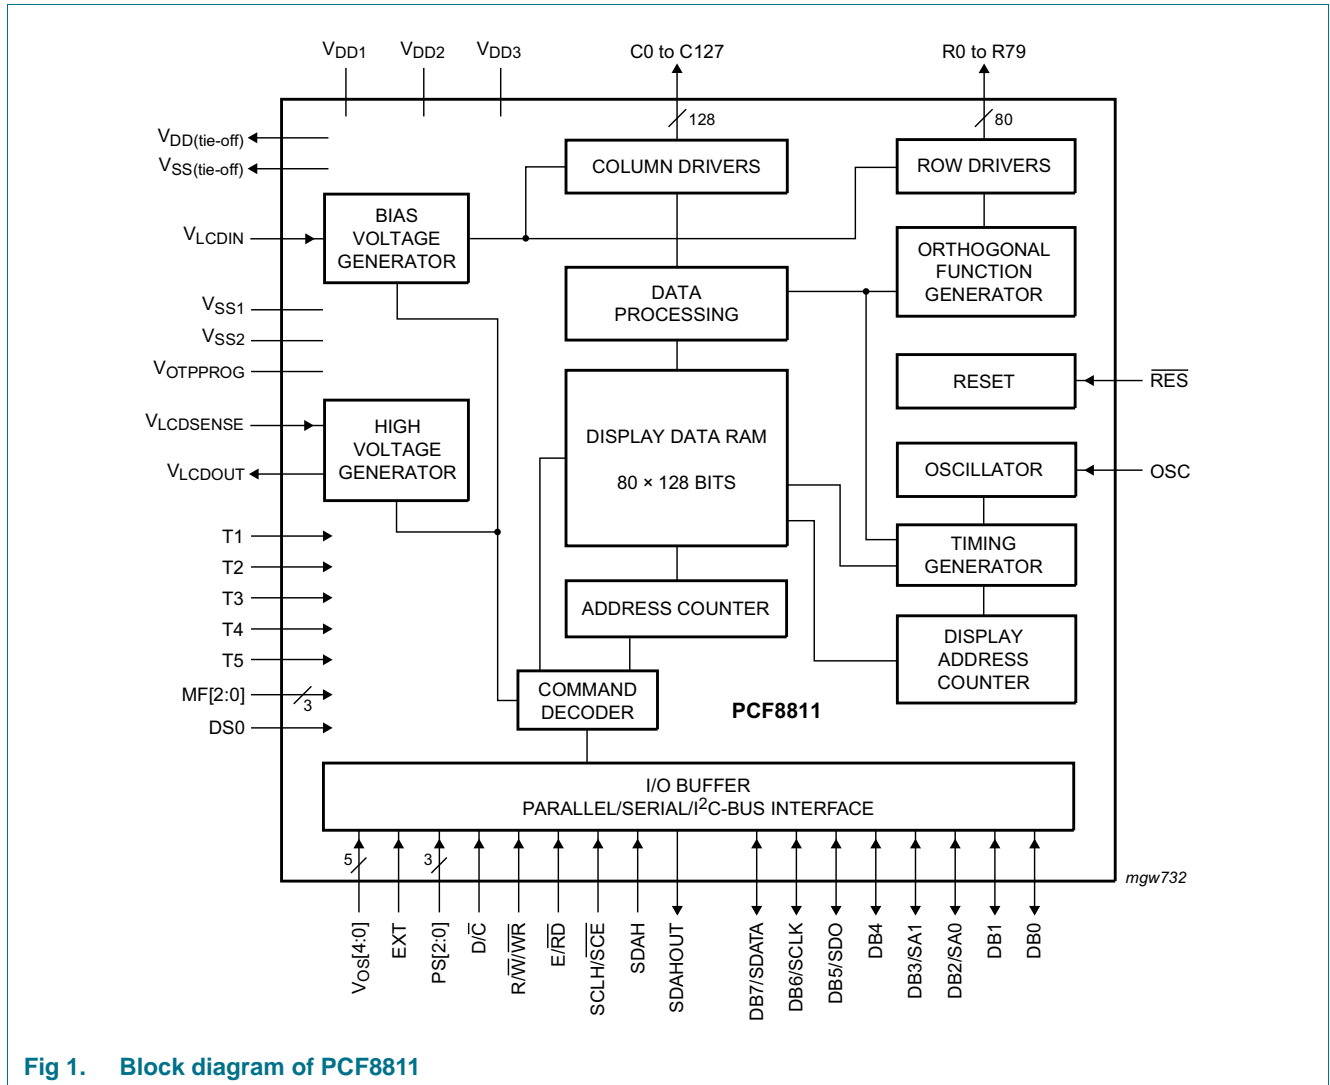 VDD1 VDD2 VDD3 C0 to C127 R0 to R79
128 80
VDD(tie-off)
VSS(tie-off)
COLUMN DRIVERS
ROW DRIVERS
VLCDIN
BIAS
VOLTAGE
GENERATOR
ORTHOGONAL
FUNCTION
GENERATOR
DATA
PROCESSING
VSS1
VSS2
VOTPPROG
RESET
RES
VLCDSENSE
VLCDOUT
HIGH
VOLTAGE
GENERATOR
DISPLAY DATA RAM
80 × 128 BITS
OSCILLATOR
OSC
TIMING
GENERATOR
T1
T2
T3
T4
T5
MF[2:0]
3
DS0
ADDRESS COUNTER
DISPLAY
ADDRESS
COUNTER
COMMAND
DECODER
PCF8811
I/O BUFFER
PARALLEL/SERIAL/I²C-BUS INTERFACE
5 3
mgw732
VOS[4:0]
EXT
PS[2:0]
D/C̅
R/W̅/W̅R̅
E/R̅D̅
SCLH/S̅C̅E̅
SDAH
SDAHOUT
DB7/SDATA
DB6/SCLK
DB5/SDO
DB4
DB3/SA1
DB2/SA0
DB1
DB0
Fig 1. Block diagram of PCF8811